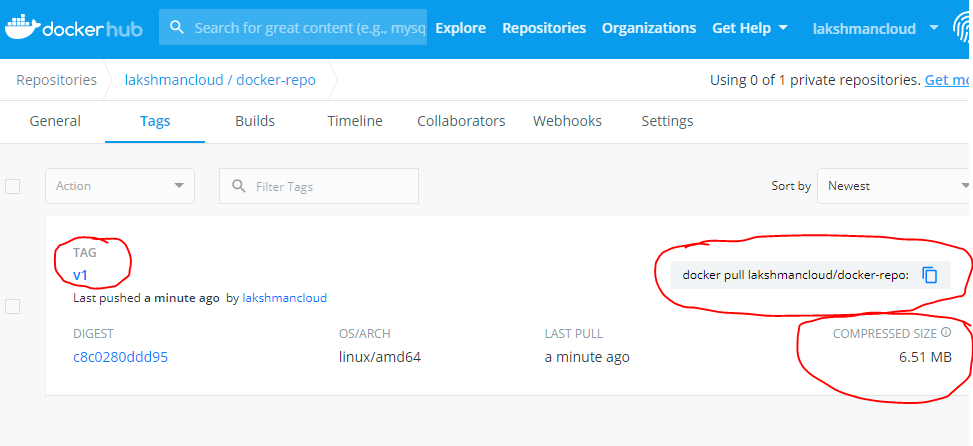 dockerhub Search for great content (e.g., mysq Explore Repositories Organizations Get Help lakshmancloud
Repositories lakshmancloud / docker-repo Using 0 of 1 private repositories. Get mo
General Tags Builds Timeline Collaborators Webhooks Settings
Action Filter Tags Sort by Newest
TAG
v1 docker pull lakshmancloud/docker-repo:
Last pushed a minute ago by lakshmancloud
DIGEST OS/ARCH LAST PULL COMPRESSED SIZE
c8c0280ddd95 linux/amd64 a minute ago 6.51 MB